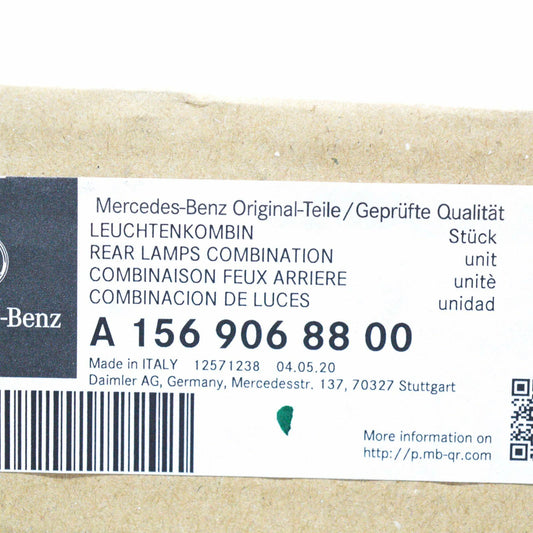 Mercedes-Benz Original-Teile/Geprüfte Qualität
LEUCHTENKOMBIN Stück
REAR LAMPS COMBINATION unit
COMBINAISON FEUX ARRIERE unitè
COMBINACION DE LUCES unidad
-Benz
A 156 906 88 00
Made in ITALY 12571238 04.05.20
Daimler AG, Germany, Mercedesstr. 137, 70327 Stuttgart
More information on
http://p.mb-qr.com